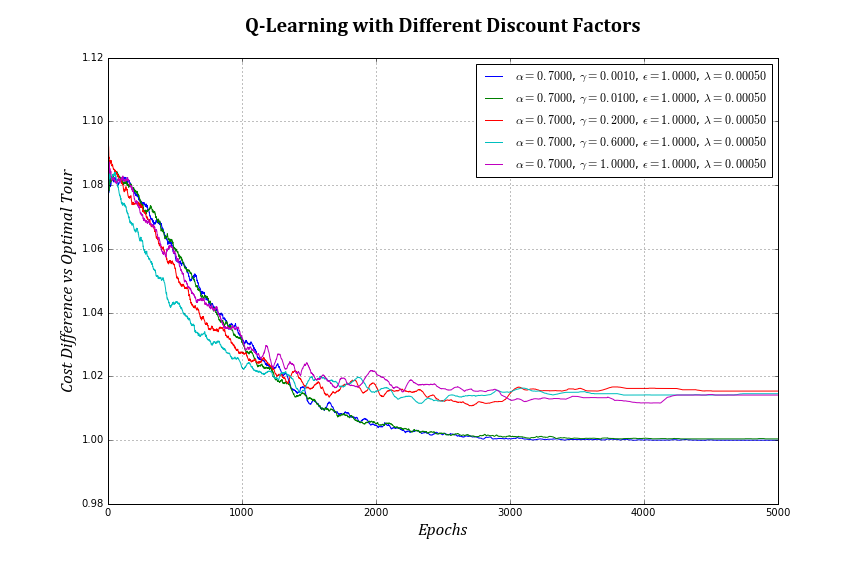 Q-Learning with Different Discount Factors
1.12
1.10
1.08
1.06
1.04
1.02
1.00
0.98
Cost Difference vs Optimal Tour
α = 0.7000, γ = 0.0010, ϵ = 1.0000, λ = 0.00050
α = 0.7000, γ = 0.0100, ϵ = 1.0000, λ = 0.00050
α = 0.7000, γ = 0.2000, ϵ = 1.0000, λ = 0.00050
α = 0.7000, γ = 0.6000, ϵ = 1.0000, λ = 0.00050
α = 0.7000, γ = 1.0000, ϵ = 1.0000, λ = 0.00050
0 1000 2000 3000 4000 5000
Epochs